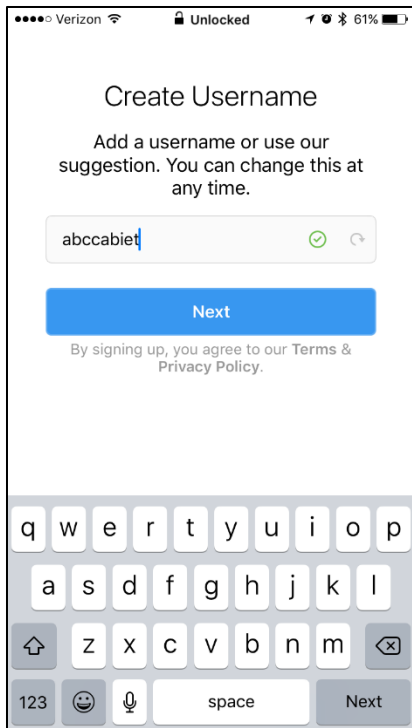 Verizon Unlocked 61%
Create Username
Add a username or use our
suggestion. You can change this at
any time.
abccabiet
Next
By signing up, you agree to our Terms &
Privacy Policy.
q w e r t y u i o p
a s d f g h j k l
z x c v b n m
123 space Next